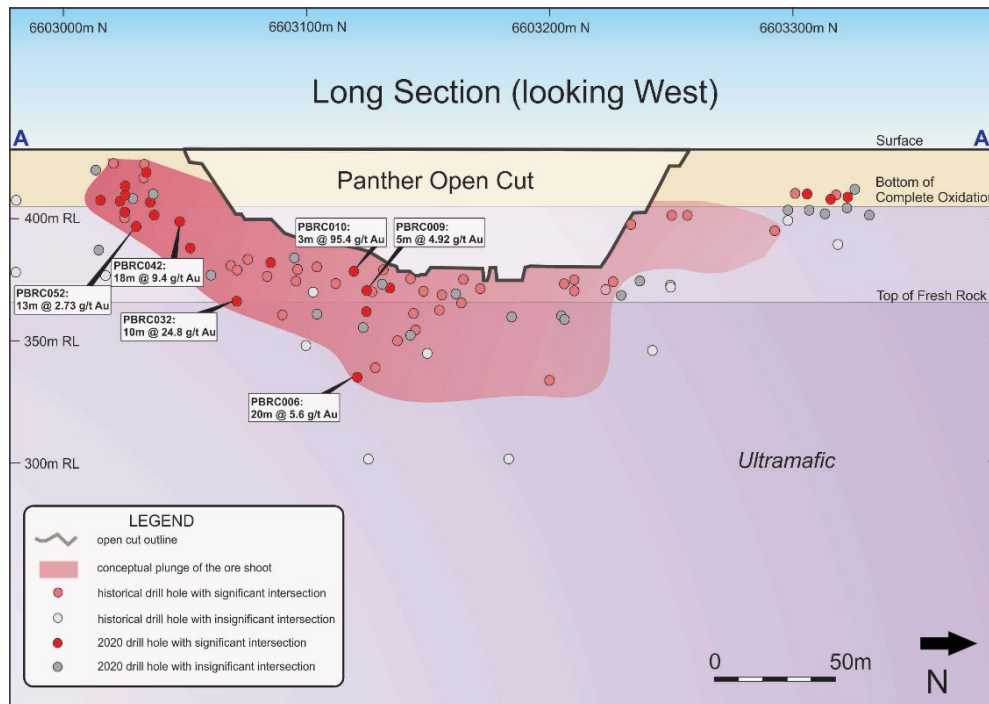 6603000m N
6603100m N
6603200m N
6603300m N
Long Section (looking West)
A
A
Surface
Panther Open Cut
Bottom of
Complete Oxidation
400m RL
PBRC010:
3m @ 95.4 g/t Au
PBRC009:
5m @ 4.92 g/t Au
PBRC042:
18m @ 9.4 g/t Au
PBRC052:
13m @ 2.73 g/t Au
PBRC032:
10m @ 24.8 g/t Au
Top of Fresh Rock
350m RL
PBRC006:
20m @ 5.6 g/t Au
300m RL
Ultramafic
LEGEND
open cut outline
conceptual plunge of the ore shoot
historical drill hole with significant intersection
historical drill hole with insignificant intersection
2020 drill hole with significant intersection
2020 drill hole with insignificant intersection
0
50m
N